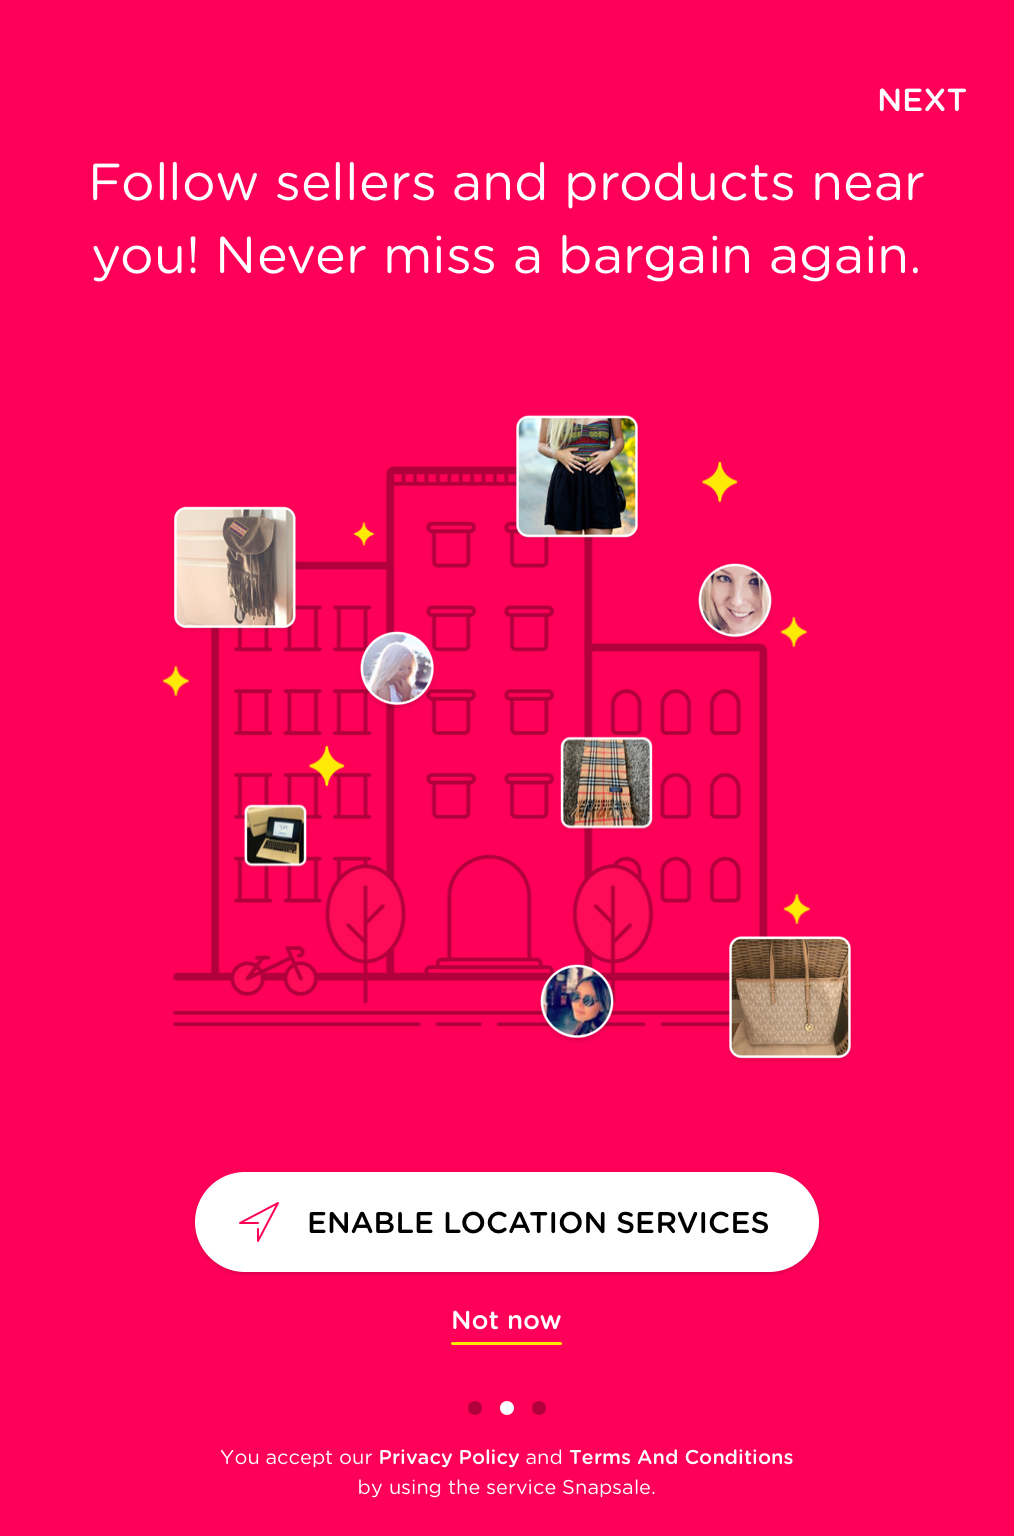 NEXT
Follow sellers and products near
you! Never miss a bargain again.
ENABLE LOCATION SERVICES
Not now
You accept our Privacy Policy and Terms And Conditions
by using the service Snapsale.